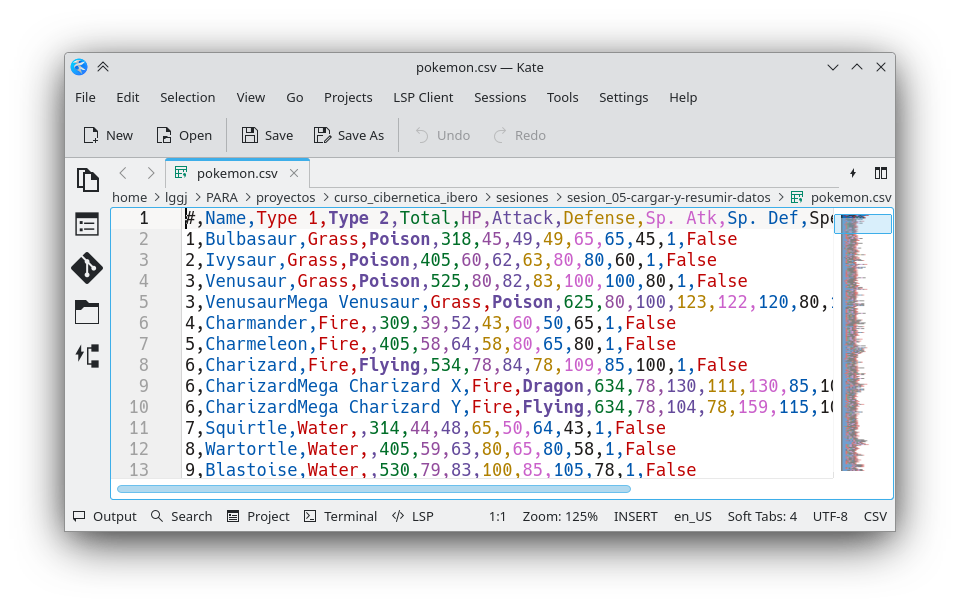 pokemon.csv — Kate
File Edit Selection View Go Projects LSP Client Sessions Tools Settings Help
New Open Save Save As Undo Redo
pokemon.csv
home > lggj > PARA > proyectos > curso_cibernetica_ibero > sesiones > sesion_05-cargar-y-resumir-datos > pokemon.csv
1 #,Name,Type 1,Type 2,Total,HP,Attack,Defense,Sp. Atk,Sp. Def,Spe
2 1,Bulbasaur,Grass,Poison,318,45,49,49,65,65,45,1,False
3 2,Ivysaur,Grass,Poison,405,60,62,63,80,80,60,1,False
4 3,Venusaur,Grass,Poison,525,80,82,83,100,100,80,1,False
5 3,VenusaurMega Venusaur,Grass,Poison,625,80,100,123,122,120,80,1
6 4,Charmander,Fire,,309,39,52,43,60,50,65,1,False
7 5,Charmeleon,Fire,,405,58,64,58,80,65,80,1,False
8 6,Charizard,Fire,Flying,534,78,84,78,109,85,100,1,False
9 6,CharizardMega Charizard X,Fire,Dragon,634,78,130,111,130,85,10
10 6,CharizardMega Charizard Y,Fire,Flying,634,78,104,78,159,115,10
11 7,Squirtle,Water,,314,44,48,65,50,64,43,1,False
12 8,Wartortle,Water,,405,59,63,80,65,80,58,1,False
13 9,Blastoise,Water,,530,79,83,100,85,105,78,1,False
Output Search Project Terminal LSP 1:1 Zoom: 125% INSERT en_US Soft Tabs: 4 UTF-8 CSV